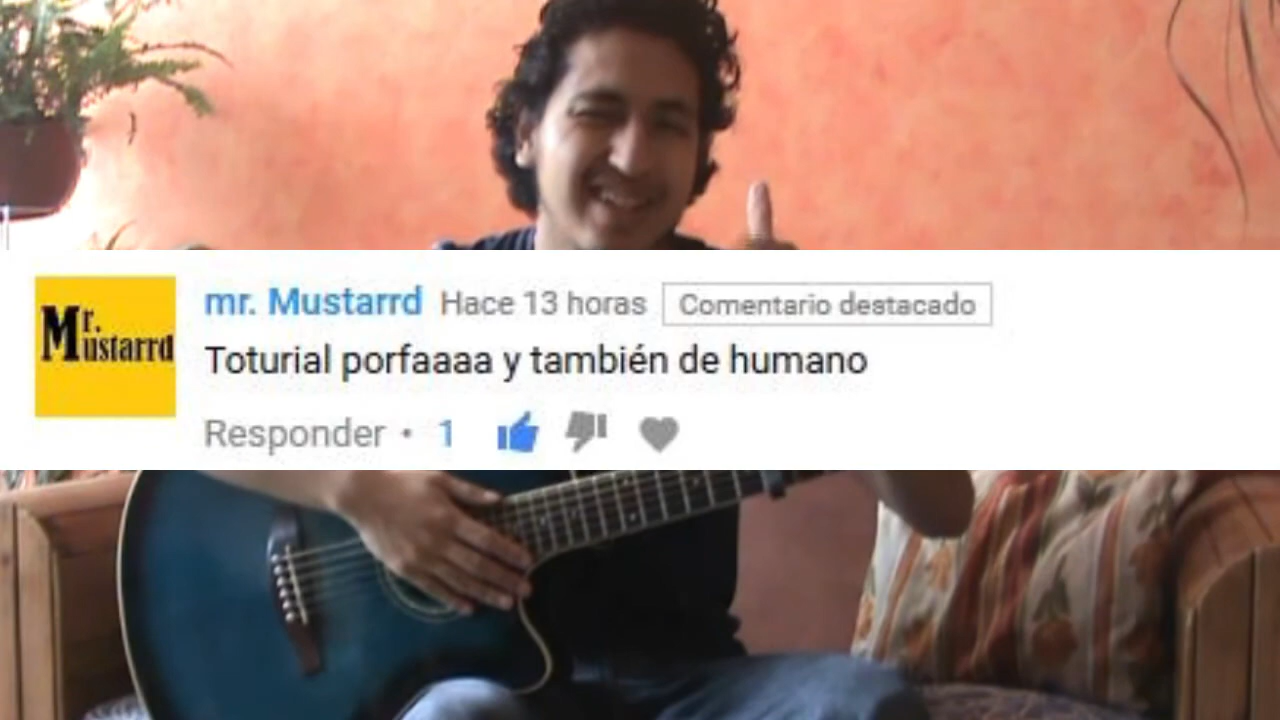 Mr.
Mustarrd
mr. Mustarrd Hace 13 horas Comentario destacado
Toturial porfaaaa y también de humano
Responder • 1